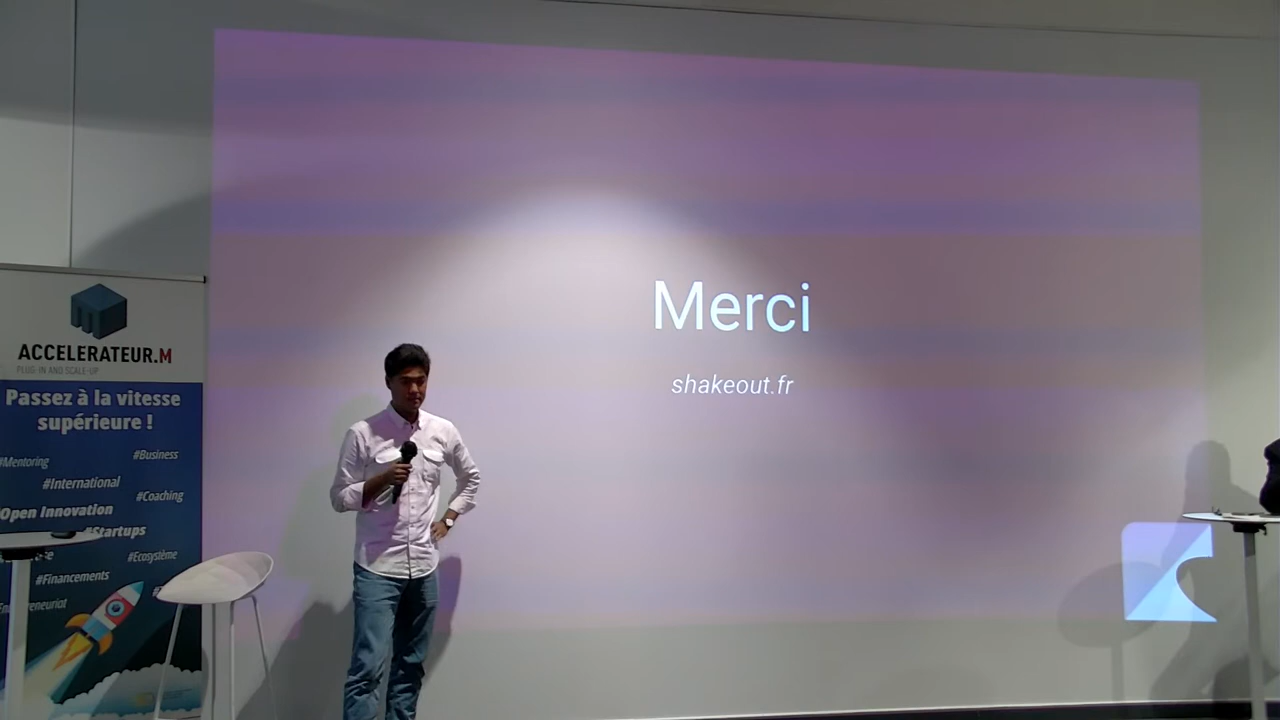 Merci
shakeout.fr
ACCELERATEUR.M
PLUG-IN AND SCALE-UP
Passez à la vitesse
supérieure !
#Mentoring
#Business
#International
#Coaching
Open Innovation
#Startups
#Ecosystème
#Financements